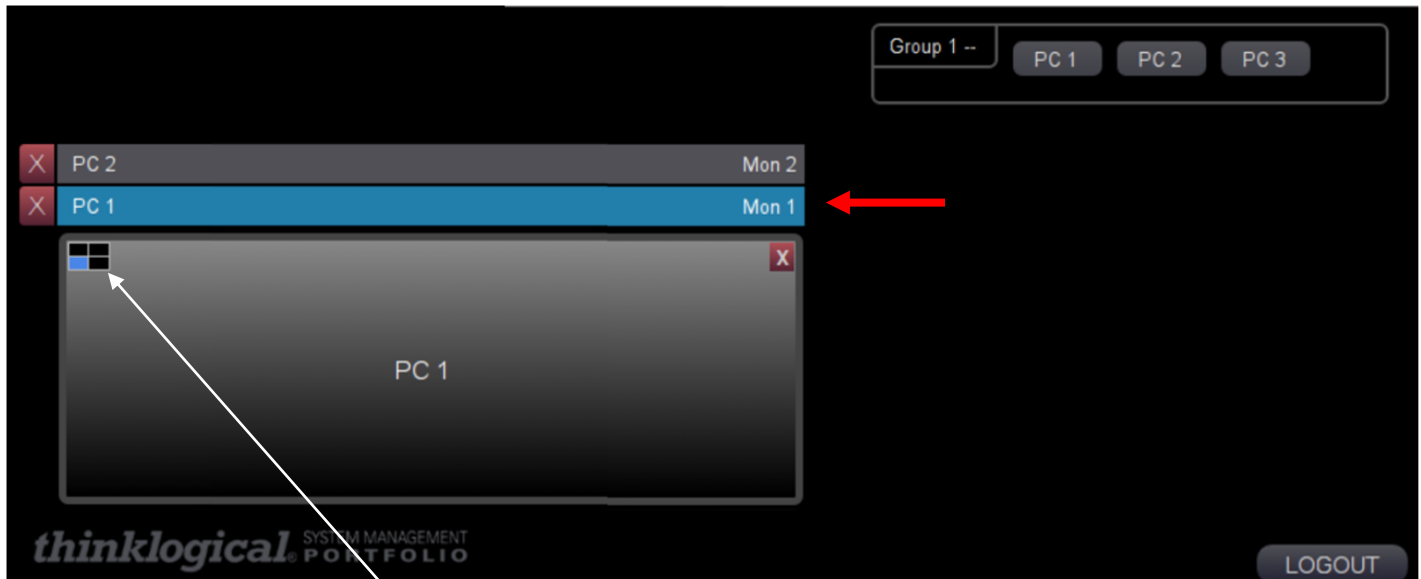 Group 1 --
PC 1 PC 2 PC 3
X PC 2 Mon 2
X PC 1 Mon 1
X
PC 1
thinklogical® SYSTEM MANAGEMENT
PORTFOLIO
LOGOUT